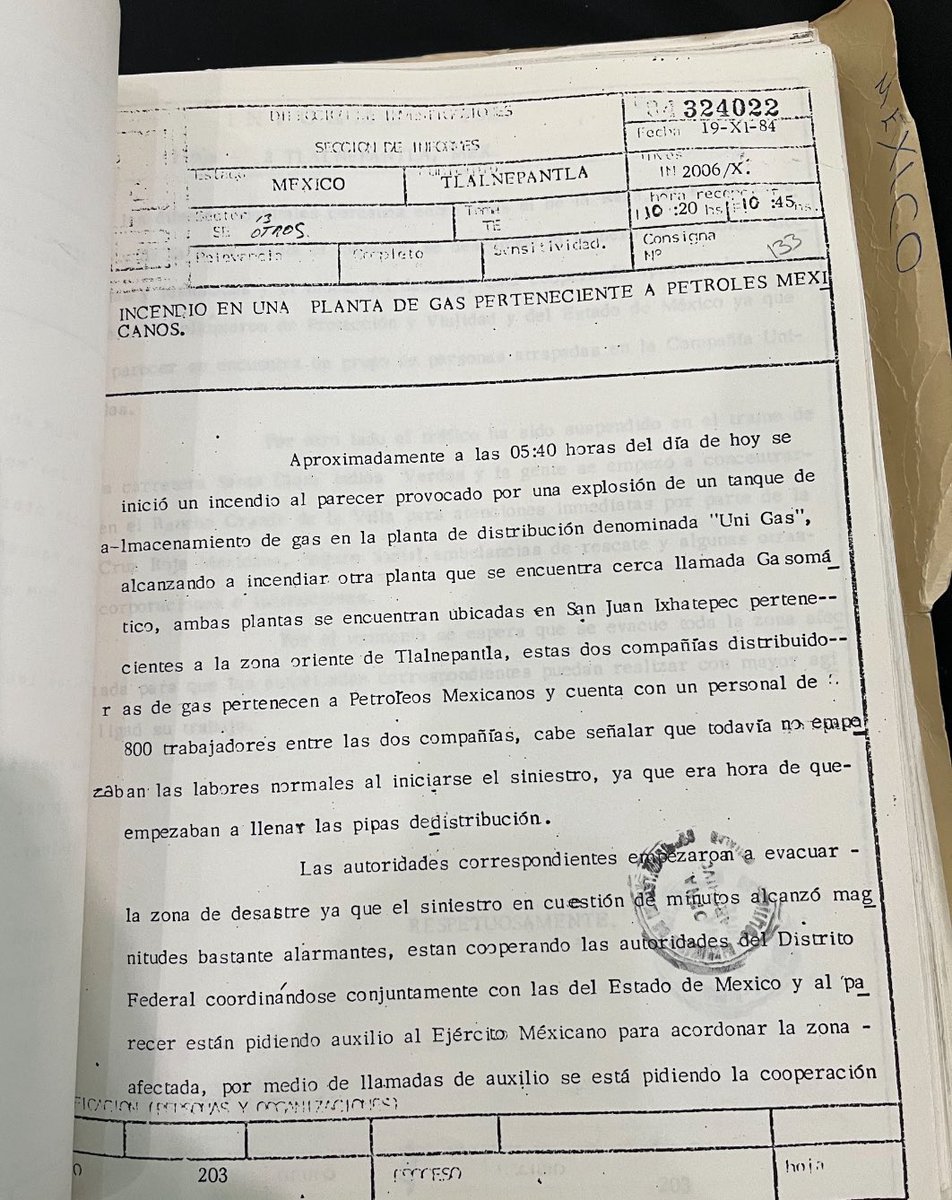 MEXICO
SECCION DE INFORMES
324022
Fecha 19-XI-84
MEXICO
TLALNEPANTLA
IN 2006/X.
10 :20 hs 10 :45 hs.
13
OTROS.
TE
Relevencia
Completo
Sensitividad.
Consigna
Nº
133
INCENDIO EN UNA PLANTA DE GAS PERTENECIENTE A PETROLES MEXI
CANOS.
Aproximadamente a las 05:40 horas del día de hoy se
inició un incendio al parecer provocado por una explosión de un tanque de
a-lmacenamiento de gas en la planta de distribución denominada "Uni Gas",
alcanzando a incendiar otra planta que se encuentra cerca llamada Gasomá
tico, ambas plantas se encuentran ubicadas en San Juan Ixhatepec pertene--
cientes a la zona oriente de Tlalnepantla, estas dos compañías distribuido--
r as de gas pertenecen a Petroleos Mexicanos y cuenta con un personal de
800 trabajadores entre las dos compañías, cabe señalar que todavía no empe
zaban las labores normales al iniciarse el siniestro, ya que era hora de que-
empezaban a llenar las pipas dedistribución.
Las autoridades correspondientes empezaron a evacuar -
la zona de desastre ya que el siniestro en cuestión de minutos alcanzó mag
nitudes bastante alarmantes, estan cooperando las autoridades del Distrito
Federal coordinándose conjuntamente con las del Estado de Mexico y al pa
recer están pidiendo auxilio al Ejército Méxicano para acordonar la zona -
afectada, por medio de llamadas de auxilio se está pidiendo la cooperación
203
hoja